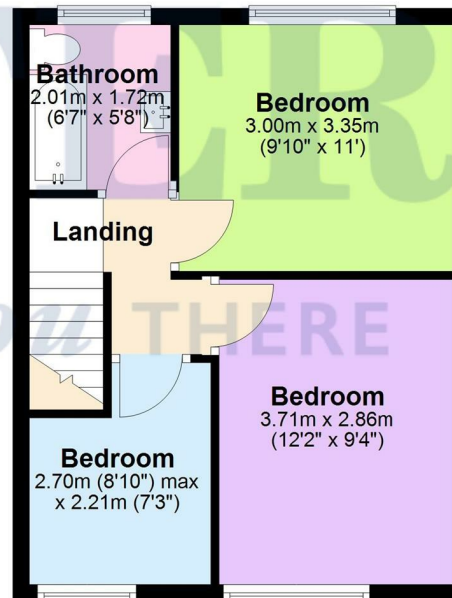 Bathroom
2.01m x 1.72m
(6'7" x 5'8")
Bedroom
3.00m x 3.35m
(9'10" x 11')
Landing
THERE
Bedroom
3.71m x 2.86m
(12'2" x 9'4")
Bedroom
2.70m (8'10") max
x 2.21m (7'3")